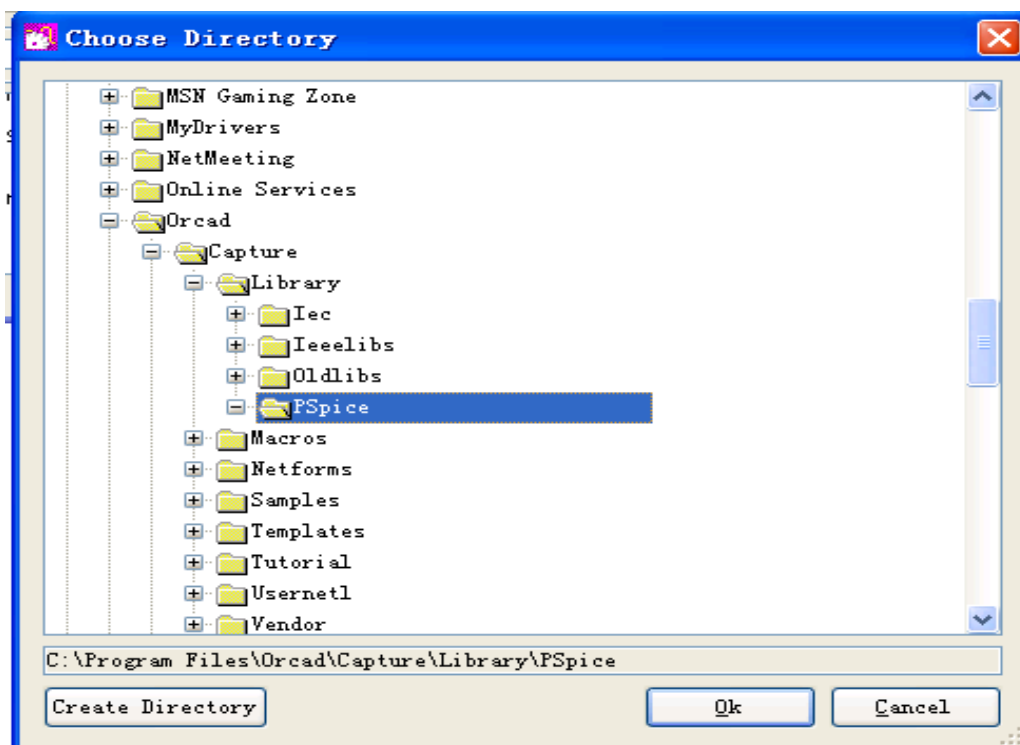 Choose Directory
MSN Gaming Zone
MyDrivers
NetMeeting
Online Services
Orcad
Capture
Library
Iec
Ieeelibs
Oldlibs
PSpice
Macros
Netforms
Samples
Templates
Tutorial
Usernetl
Vendor
C:\Program Files\Orcad\Capture\Library\PSpice
Create Directory Ok Cancel